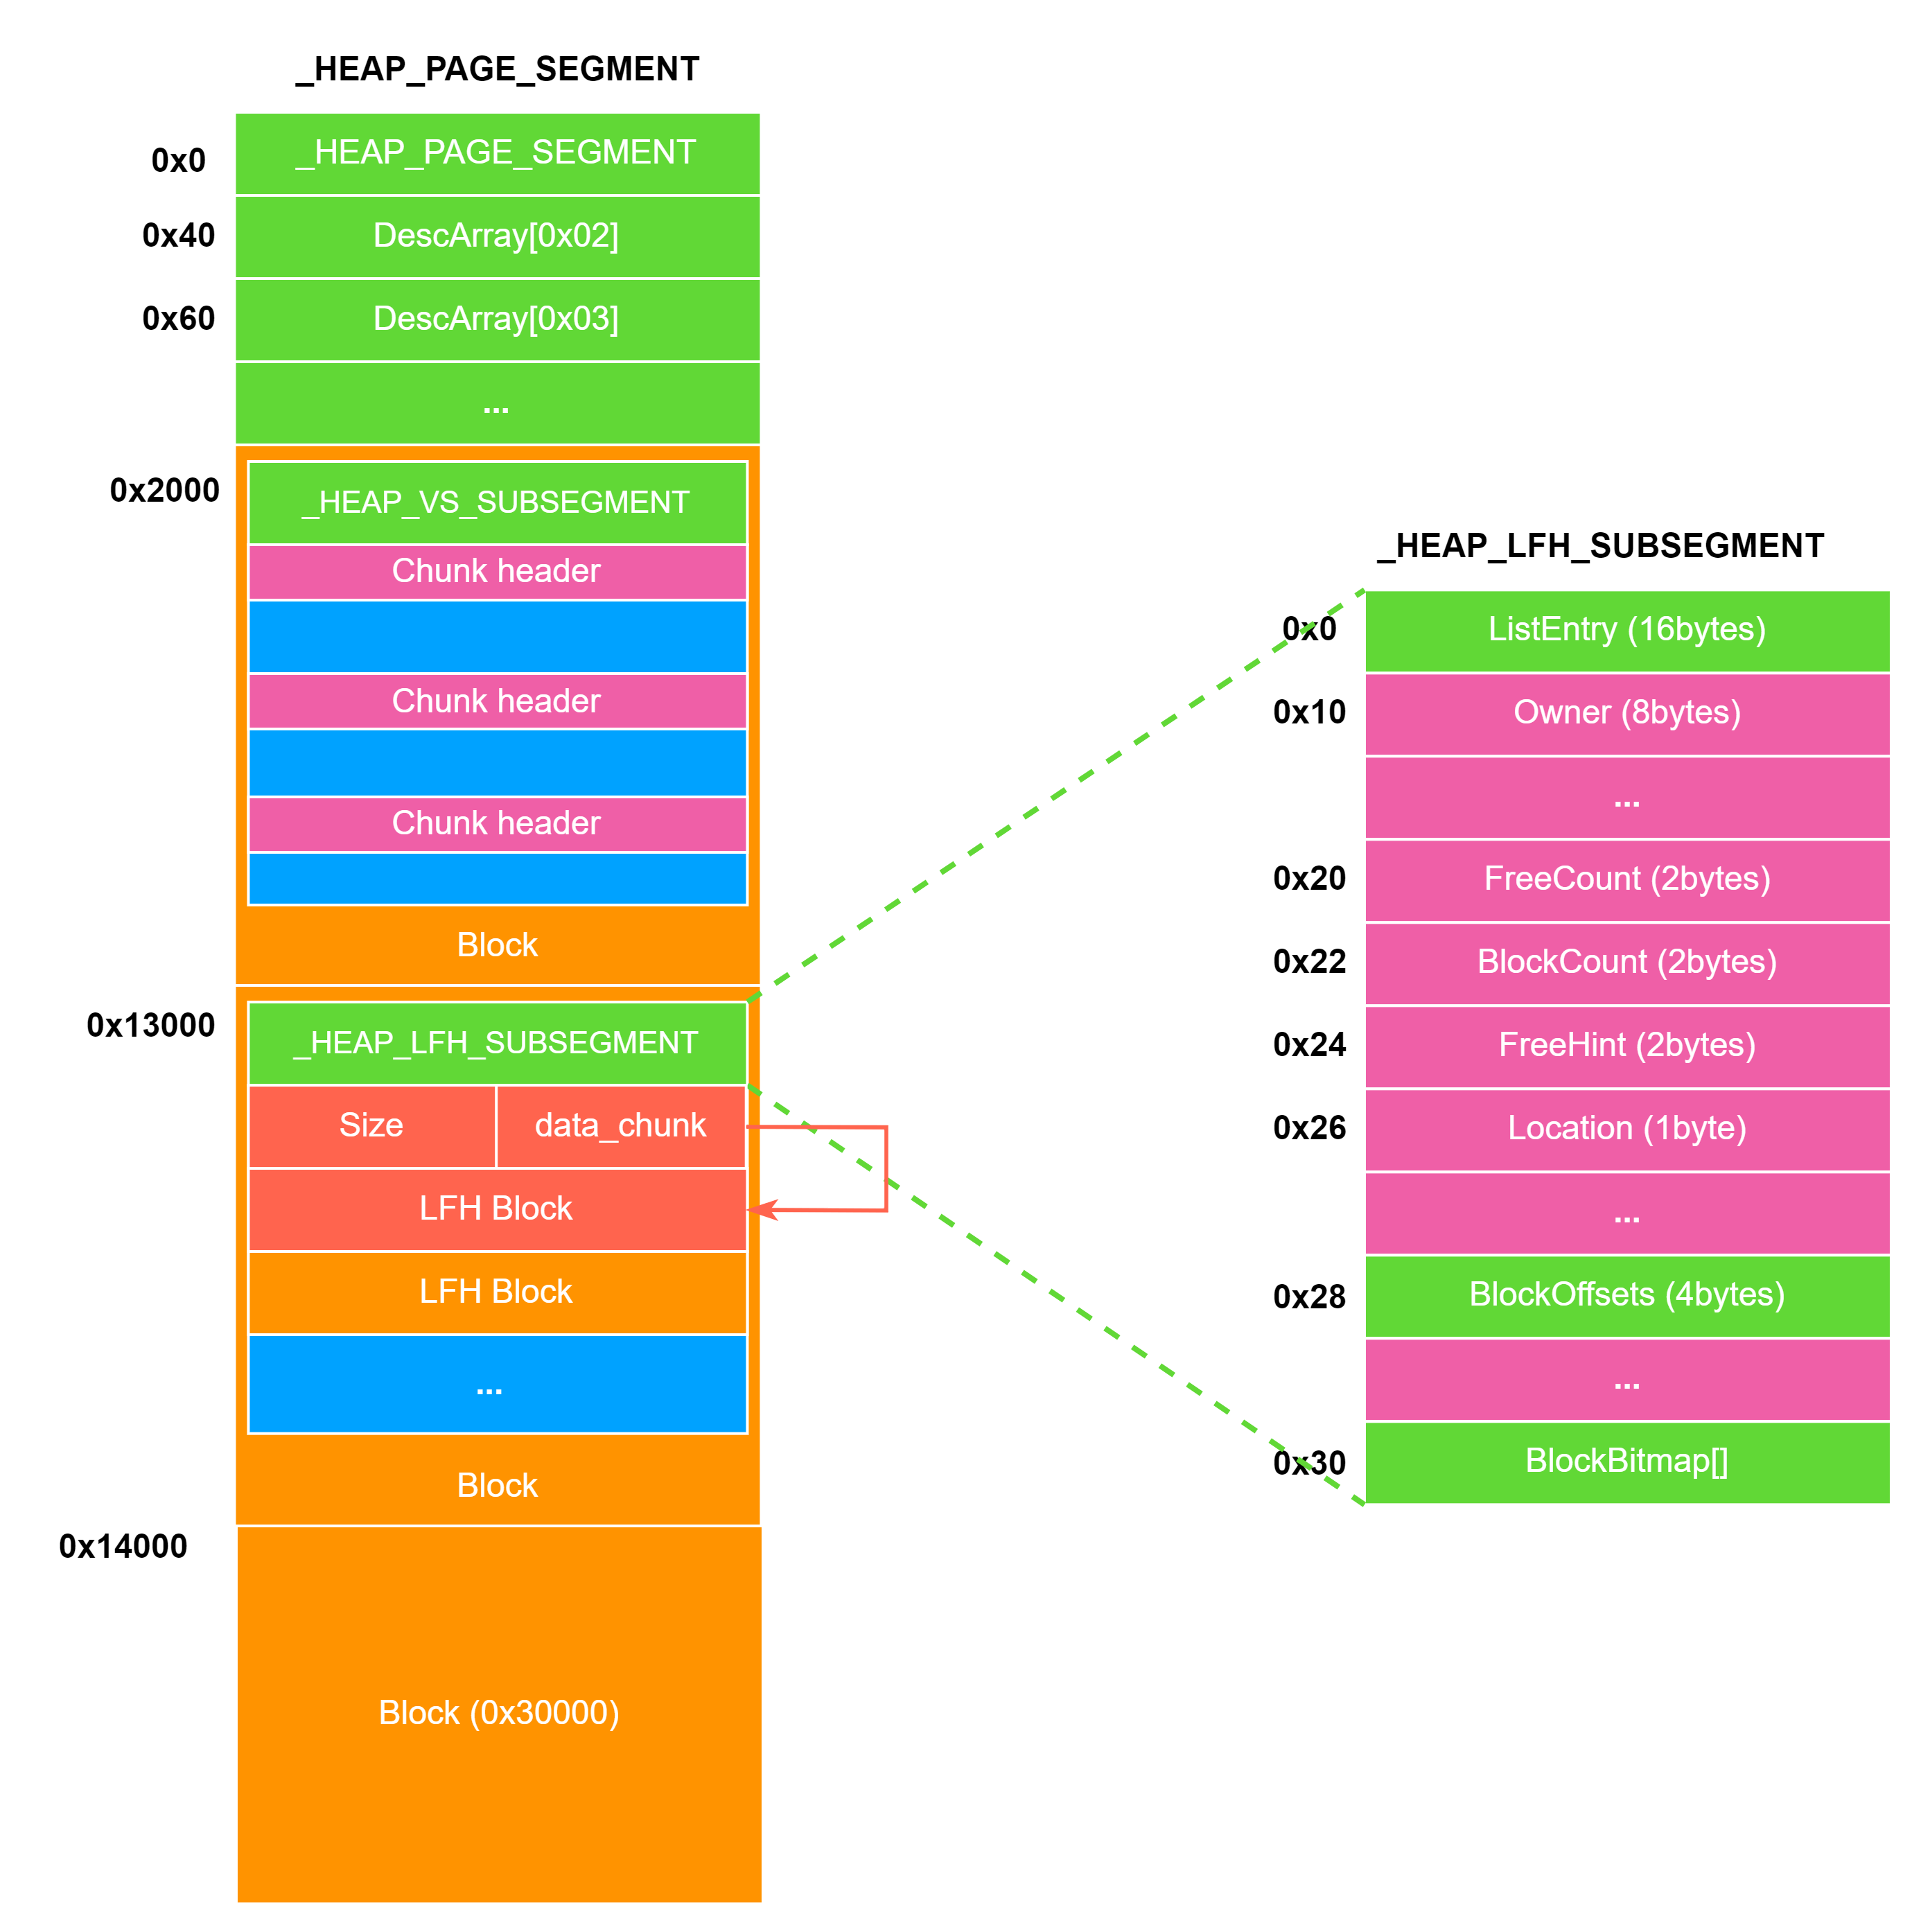 _HEAP_PAGE_SEGMENT
0x0
_HEAP_PAGE_SEGMENT
0x40
DescArray[0x02]
0x60
DescArray[0x03]
...
0x2000
_HEAP_VS_SUBSEGMENT
Chunk header
Chunk header
Chunk header
Block
0x13000
_HEAP_LFH_SUBSEGMENT
Size
data_chunk
LFH Block
LFH Block
...
Block
0x14000
Block (0x30000)
_HEAP_LFH_SUBSEGMENT
0x0
ListEntry (16bytes)
0x10
Owner (8bytes)
...
0x20
FreeCount (2bytes)
0x22
BlockCount (2bytes)
0x24
FreeHint (2bytes)
0x26
Location (1byte)
...
0x28
BlockOffsets (4bytes)
...
0x30
BlockBitmap[]